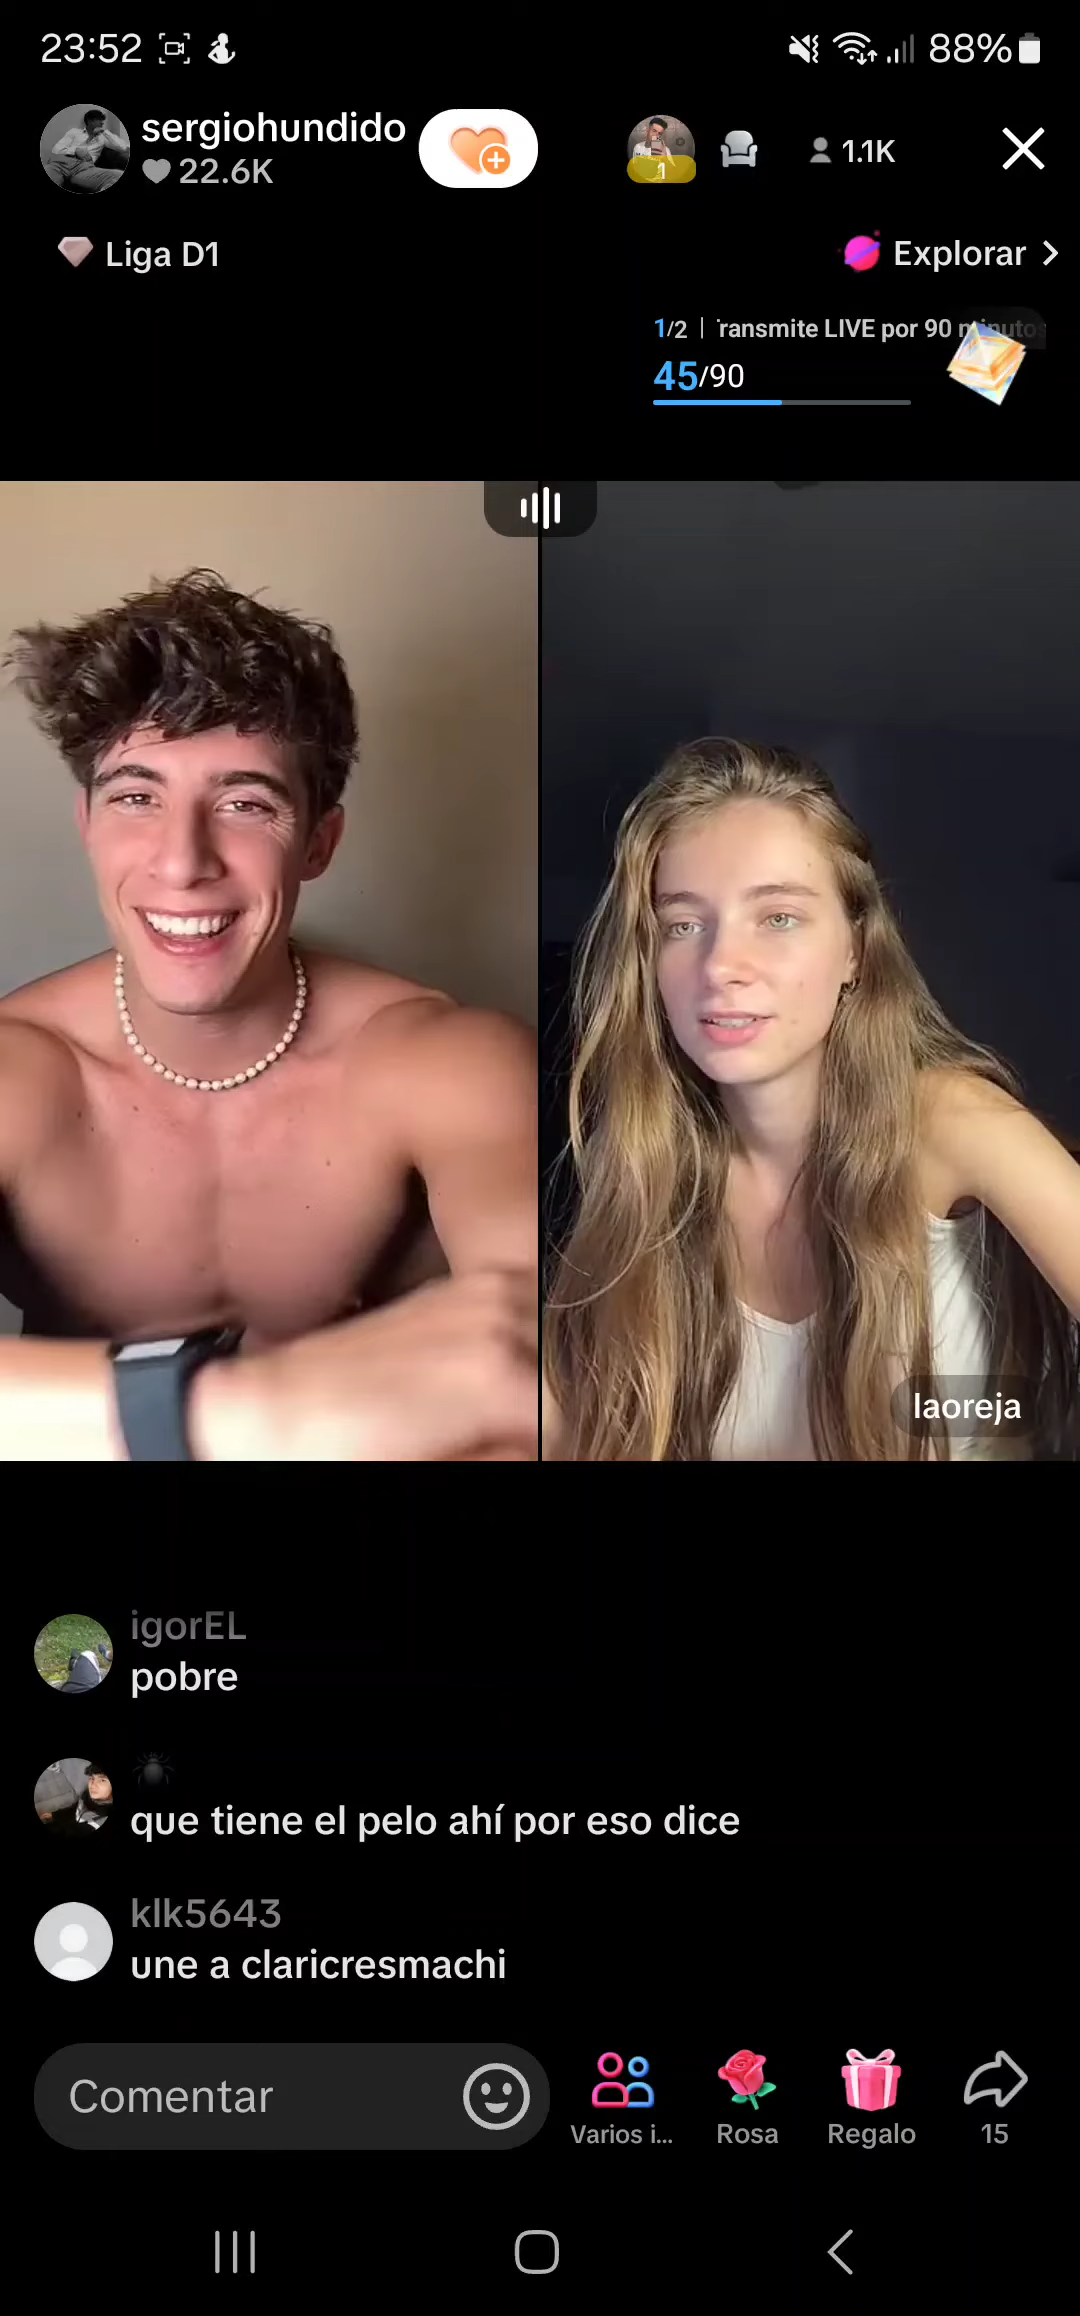 23:52
88%
sergiohundido
22.6K
1
1.1K
Liga D1
Explorar
1/2 | ransmite LIVE por 90 minutos
45/90
laoreja
igorEL
pobre
que tiene el pelo ahí por eso dice
klk5643
une a claricresmachi
Comentar
Varios i...
Rosa
Regalo
15